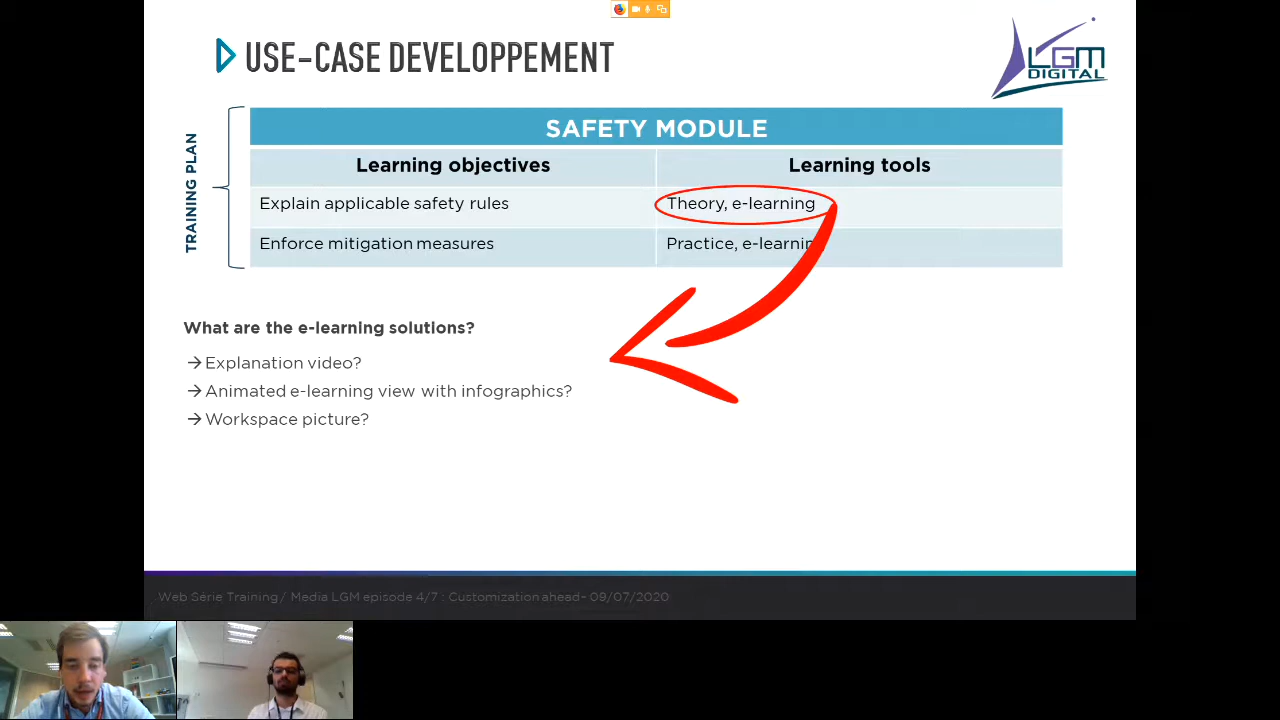 USE-CASE DEVELOPPEMENT
LGM
DIGITAL
TRAINING PLAN
SAFETY MODULE
Learning objectives
Learning tools
Explain applicable safety rules
Theory, e-learning
Enforce mitigation measures
Practice, e-learnin
What are the e-learning solutions?
→ Explanation video?
→ Animated e-learning view with infographics?
→ Workspace picture?
Web Série Training / Media LGM episode 4/7 : Customization ahead- 09/07/2020